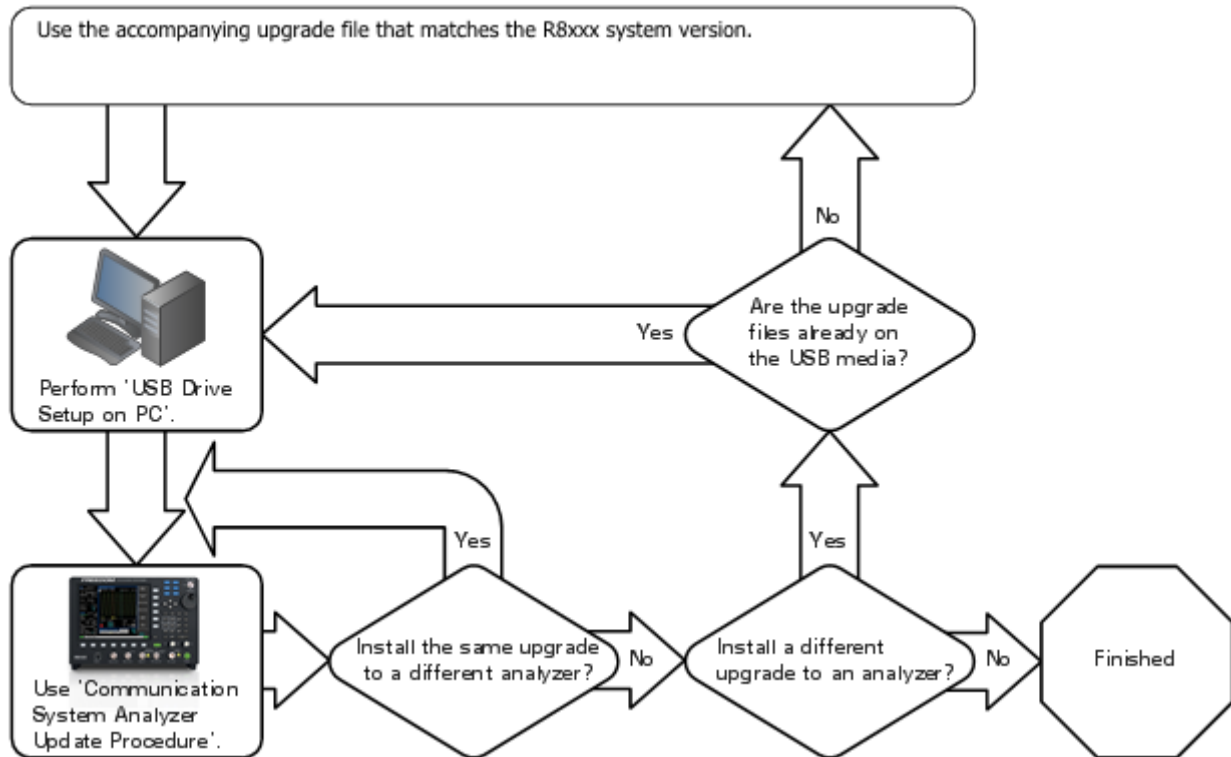 Use the accompanying upgrade file that matches the R8xxx system version.
No
Are the upgrade
files already on
the USB media?
Yes
Perform 'USB Drive
Setup on PC'.
Yes
Yes
Install the same upgrade
to a different analyzer?
No
Install a different
upgrade to an analyzer?
No
Finished
Use 'Communication
System Analyzer
Update Procedure'.